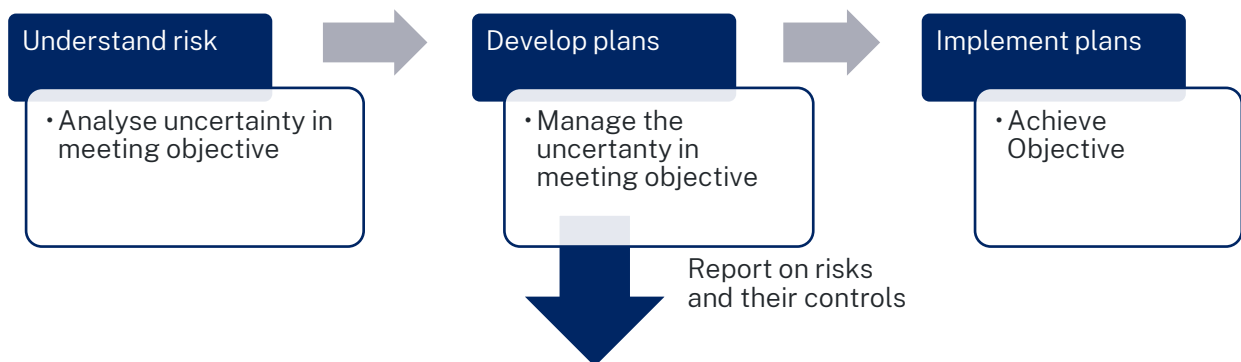 Understand risk
• Analyse uncertainty in
meeting objective
Develop plans
• Manage the
uncertanty in
meeting objective
Implement plans
• Achieve
Objective
Report on risks
and their controls